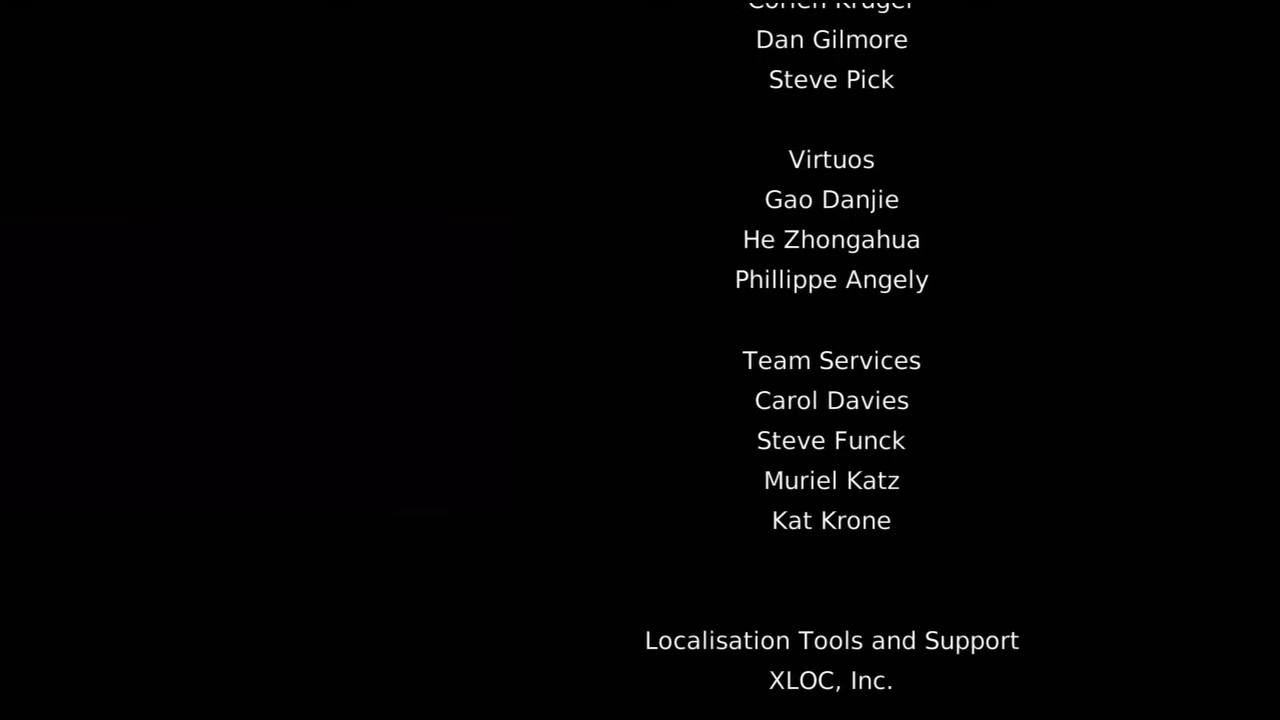 Dan Gilmore
Steve Pick
Virtuos
Gao Danjie
He Zhongahua
Phillippe Angely
Team Services
Carol Davies
Steve Funck
Muriel Katz
Kat Krone
Localisation Tools and Support
XLOC, Inc.